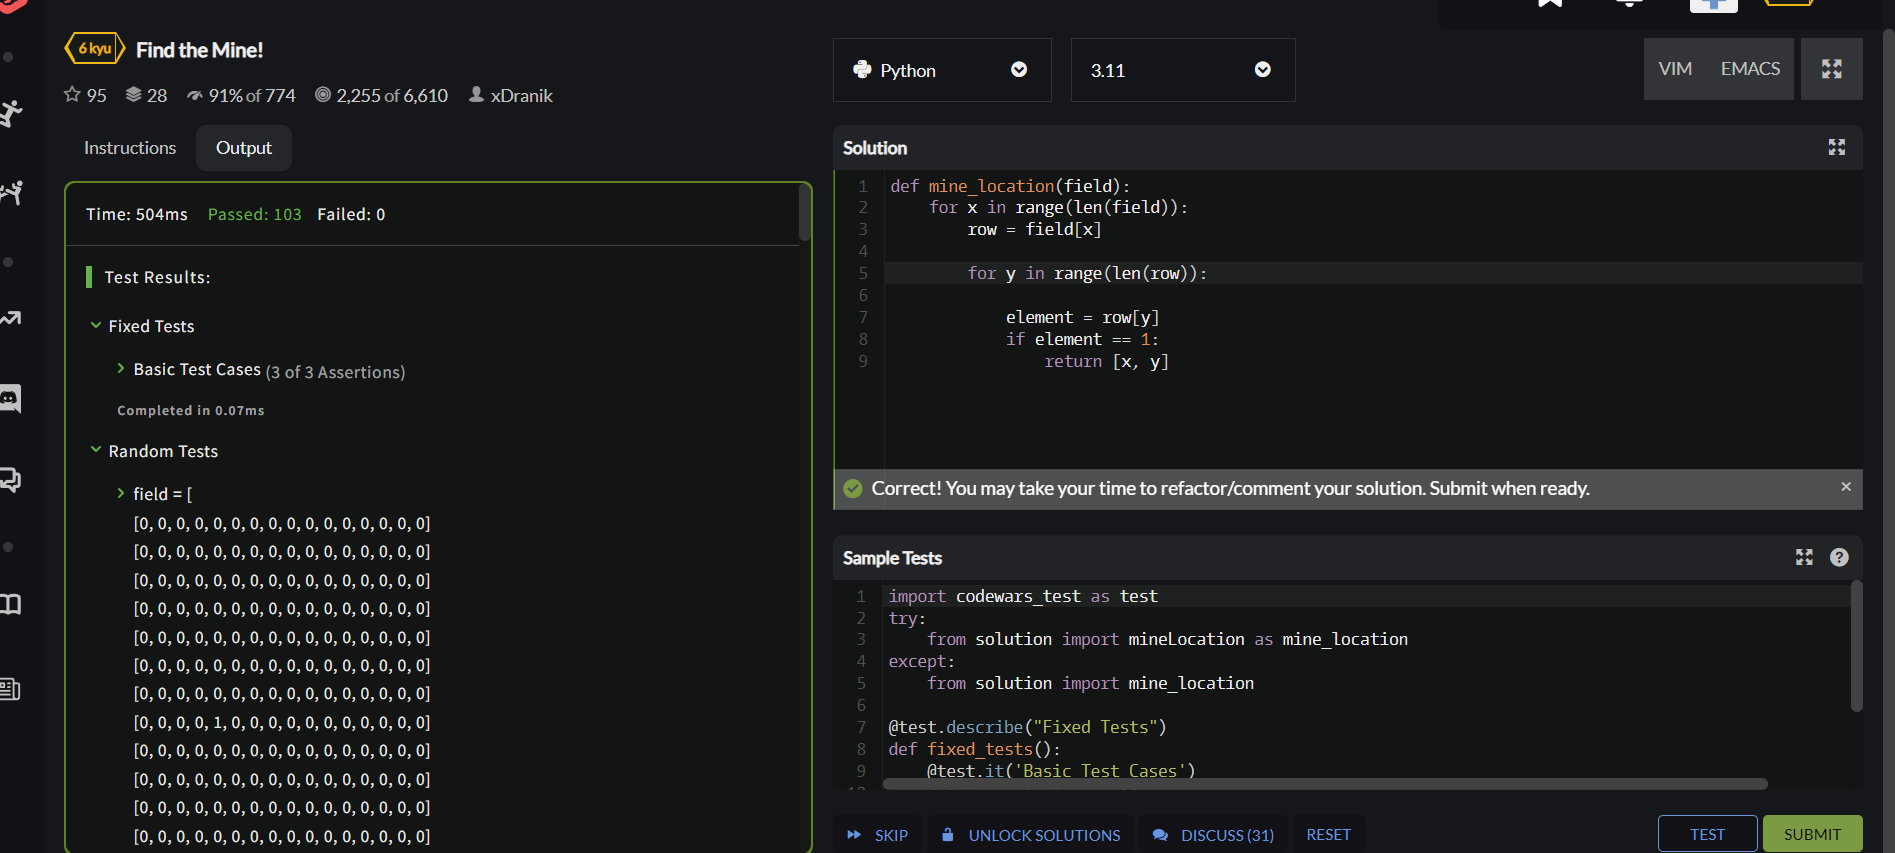 6 kyu Find the Mine!
95 28 91% of 774 2,255 of 6,610 xDranik
Instructions Output
Time: 504ms Passed: 103 Failed: 0
Test Results:
Fixed Tests
Basic Test Cases (3 of 3 Assertions)
Completed in 0.07ms
Random Tests
field = [
[0, 0, 0, 0, 0, 0, 0, 0, 0, 0, 0, 0, 0, 0, 0, 0]
[0, 0, 0, 0, 0, 0, 0, 0, 0, 0, 0, 0, 0, 0, 0, 0]
[0, 0, 0, 0, 0, 0, 0, 0, 0, 0, 0, 0, 0, 0, 0, 0]
[0, 0, 0, 0, 0, 0, 0, 0, 0, 0, 0, 0, 0, 0, 0, 0]
[0, 0, 0, 0, 0, 0, 0, 0, 0, 0, 0, 0, 0, 0, 0, 0]
[0, 0, 0, 0, 0, 0, 0, 0, 0, 0, 0, 0, 0, 0, 0, 0]
[0, 0, 0, 0, 0, 0, 0, 0, 0, 0, 0, 0, 0, 0, 0, 0]
[0, 0, 0, 0, 1, 0, 0, 0, 0, 0, 0, 0, 0, 0, 0, 0]
[0, 0, 0, 0, 0, 0, 0, 0, 0, 0, 0, 0, 0, 0, 0, 0]
[0, 0, 0, 0, 0, 0, 0, 0, 0, 0, 0, 0, 0, 0, 0, 0]
[0, 0, 0, 0, 0, 0, 0, 0, 0, 0, 0, 0, 0, 0, 0, 0]
[0, 0, 0, 0, 0, 0, 0, 0, 0, 0, 0, 0, 0, 0, 0, 0]
Python 3.11 VIM EMACS
Solution
1 def mine_location(field):
2 for x in range(len(field)):
3 row = field[x]
4
5 for y in range(len(row)):
6
7 element = row[y]
8 if element == 1:
9 return [x, y]
Correct! You may take your time to refactor/comment your solution. Submit when ready.
Sample Tests
1 import codewars_test as test
2 try:
3 from solution import mineLocation as mine_location
4 except:
5 from solution import mine_location
6
7 @test.describe("Fixed Tests")
8 def fixed_tests():
9 @test.it('Basic Test Cases')
SKIP UNLOCK SOLUTIONS DISCUSS (31) RESET TEST SUBMIT